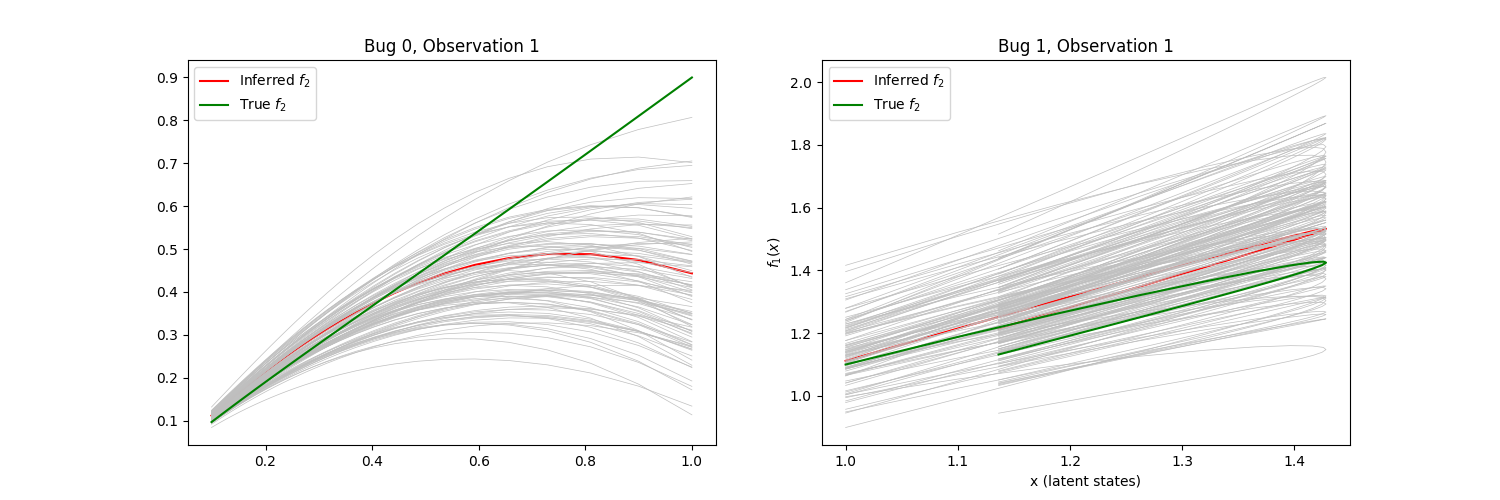 Bug 0, Observation 1
Inferred f₂
True f₂
0.9
0.8
0.7
0.6
0.5
0.4
0.3
0.2
0.1
0.2 0.4 0.6 0.8 1.0
Bug 1, Observation 1
Inferred f₂
True f₂
2.0
1.8
1.6
1.4
1.2
1.0
f₁(x)
1.0 1.1 1.2 1.3 1.4
x (latent states)